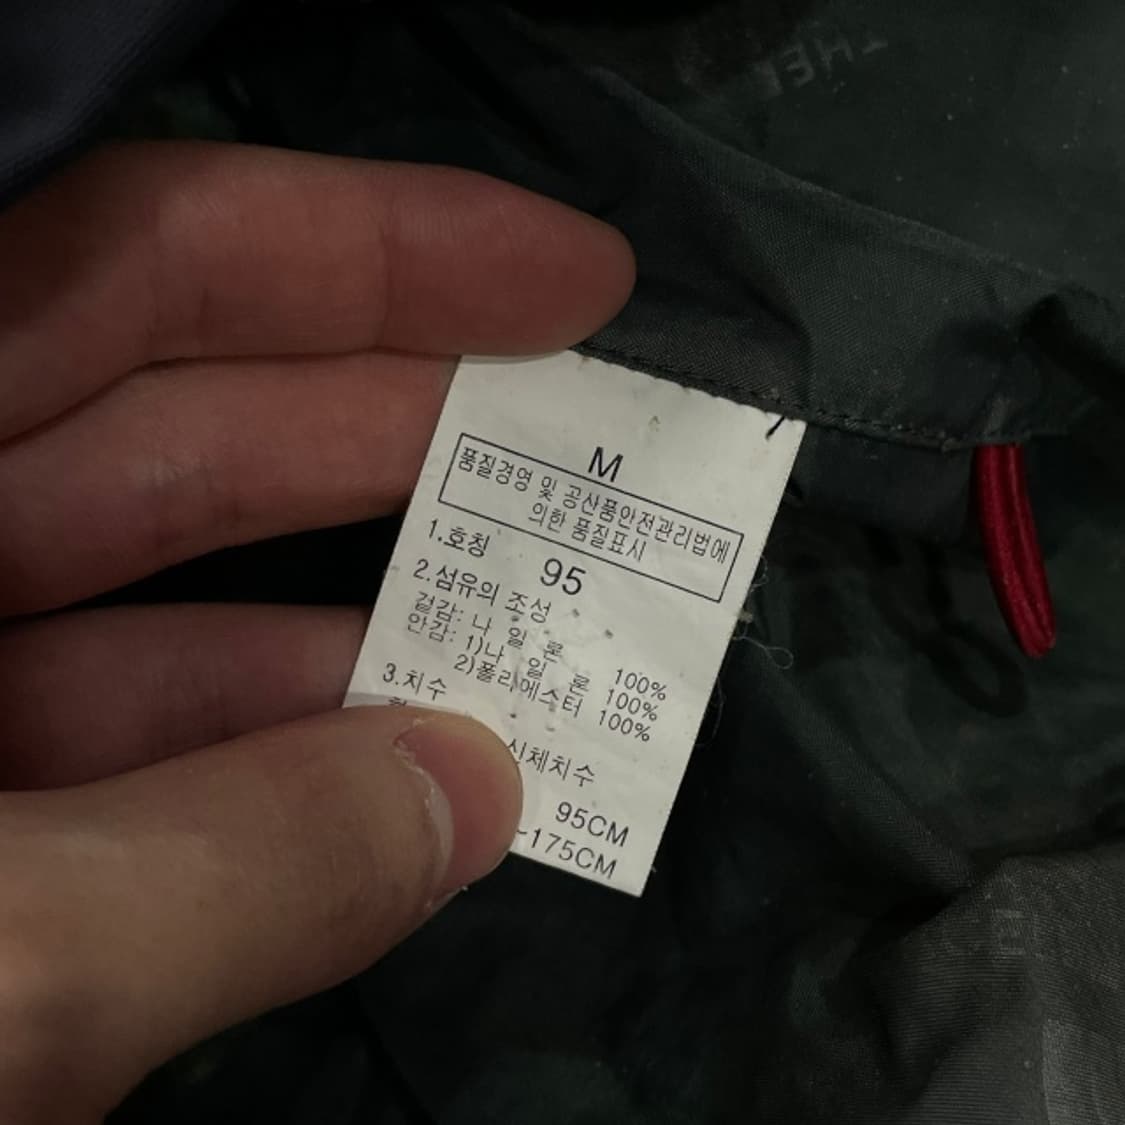 THE
M
품질경영 및 공산품안전관리법에
의한 품질표시
1.호칭 95
2.섬유의 조성
겉감: 나 일 론 100%
안감: 1)나 일 론 100%
2)폴리에스터 100%
3.치수
신체치수
95CM
-175CM